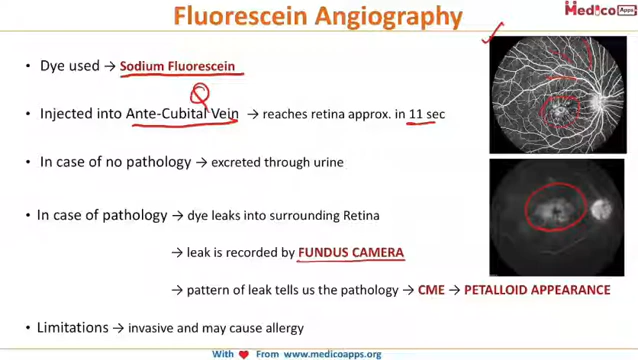 Fluorescein Angiography
Medico Apps
• Dye used → Sodium Fluorescein
• Injected into Ante-Cubital Vein → reaches retina approx. in 11 sec
• In case of no pathology → excreted through urine
• In case of pathology → dye leaks into surrounding Retina
→ leak is recorded by FUNDUS CAMERA
→ pattern of leak tells us the pathology → CME → PETALLOID APPEARANCE
• Limitations → invasive and may cause allergy
With ♥ From www.medicoapps.org